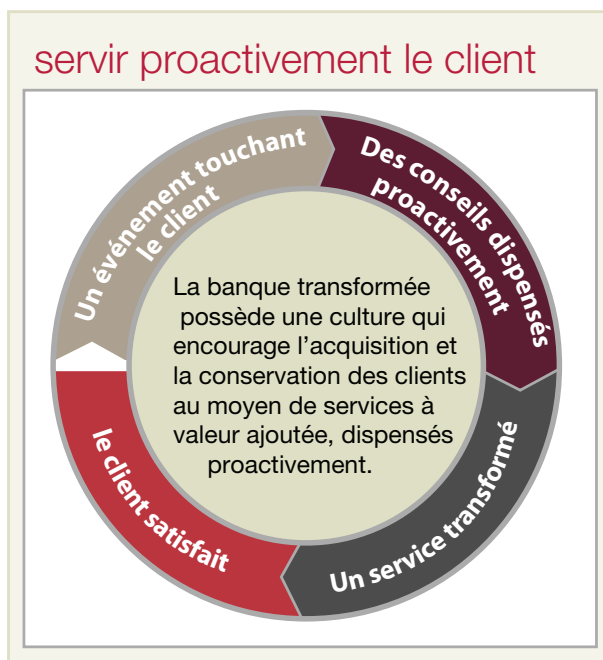 servir proactivement le client
Un événement touchant
le client
Des conseils dispensés
proactivement
La banque transformée
possède une culture qui
encourage l'acquisition et
la conservation des clients
au moyen de services à
valeur ajoutée, dispensés
proactivement.
Un service transformé
le client satisfait